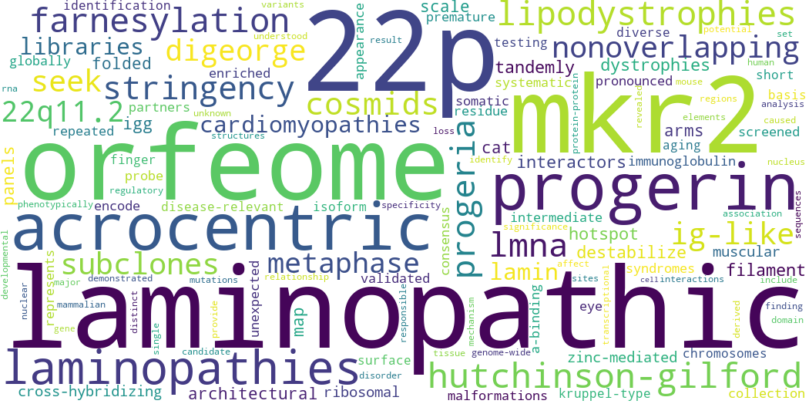 identification variants
farnesylation
understood
libraries
globally folded
digeorge
enriched
seek stringency
22q11.2 partners
unknown
repeated igg
cardiomyopathies
cosmids
22p
appearance
scale
premature
result
testing
tandemly
systematic
somatic
residue
loss
cat
lipodystrophies
potential set
diverse nonoverlapping
human
dystrophies
pronounced mouse short basis
rna structures
finger
probe
regulatory
panels
orfeome
progeria
mkr2
protein-protein
revealed
regions analysis
elements caused
arms screened
aging
identify
interactors immunoglobulin nucleus
phenotypically encode disease-relevant isoform specificity
acrocentric
consensus
progerin
sequences
intermediate association
significance
hotspot
ig-like
lmna
destabilize muscular
developmental
subclones metaphase
lamin affect syndromes filament
represents
major
demonstrated
mutations
unexpected
relationship
validated
nuclear
mammalian
distinct
provide
map
responsible
laminopathic
mechanism
a-binding
sites
transcriptional
cell interactions include
eye
derived
finding
domain
gene
single
candidate
surface
tissue genome-wide
zinc-mediated chromosomes
laminopathies
disorder
hutchinson-gilford
cross-hybridizing architectural ribosomal malformations kruppel-type collection